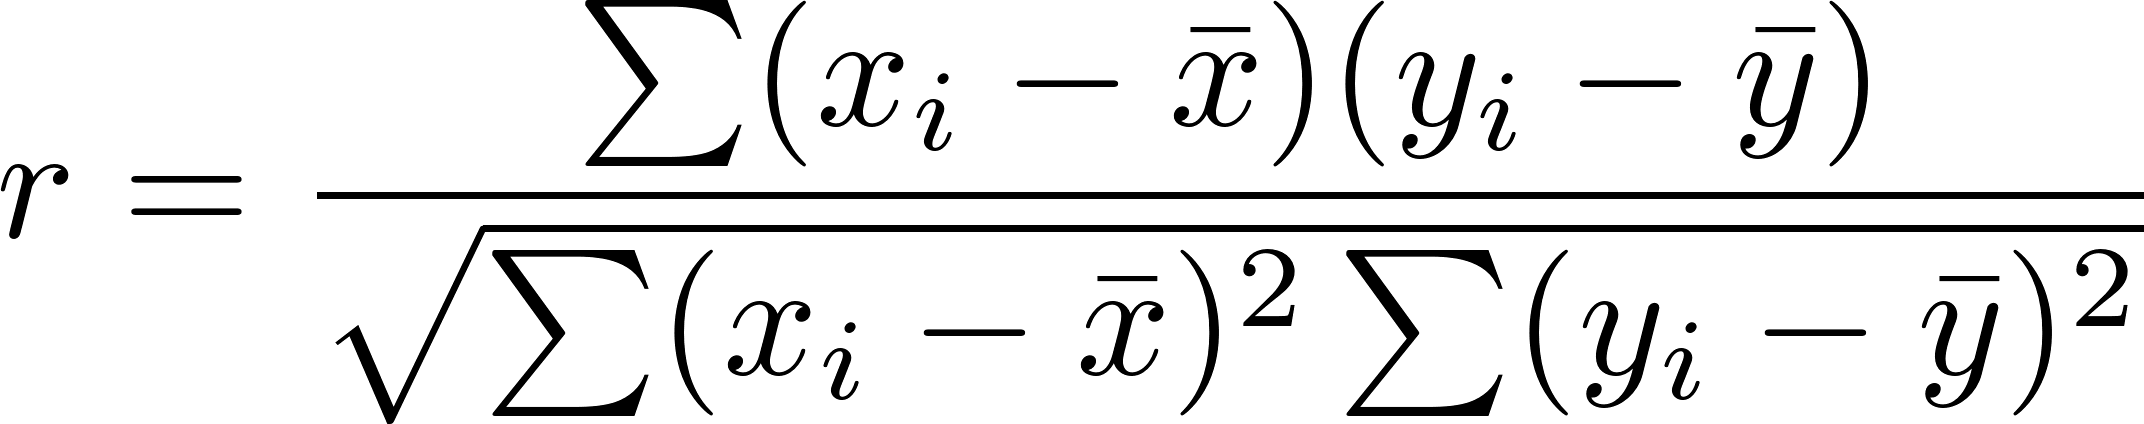 r = \frac{\sum(x_i - \bar{x})(y_i - \bar{y})}{\sqrt{\sum(x_i - \bar{x})^2 \sum(y_i - \bar{y})^2}}